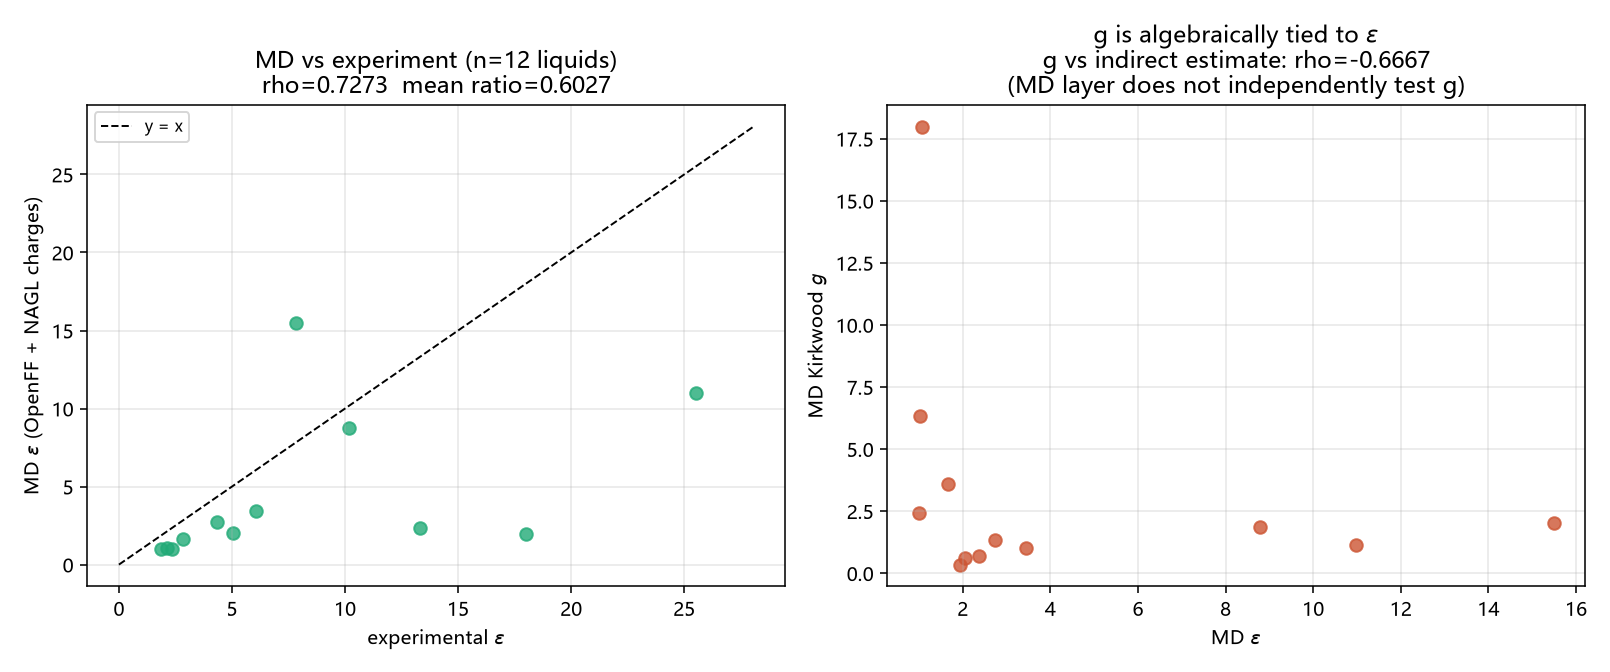 MD vs experiment (n=12 liquids)
rho=0.7273  mean ratio=0.6027
y = x
25
20
15
10
5
0
MD ε (OpenFF + NAGL charges)
0 5 10 15 20 25
experimental ε
g is algebraically tied to ε
g vs indirect estimate: rho=-0.6667
(MD layer does not independently test g)
17.5
15.0
12.5
10.0
7.5
5.0
2.5
0.0
MD Kirkwood g
2 4 6 8 10 12 14 16
MD ε